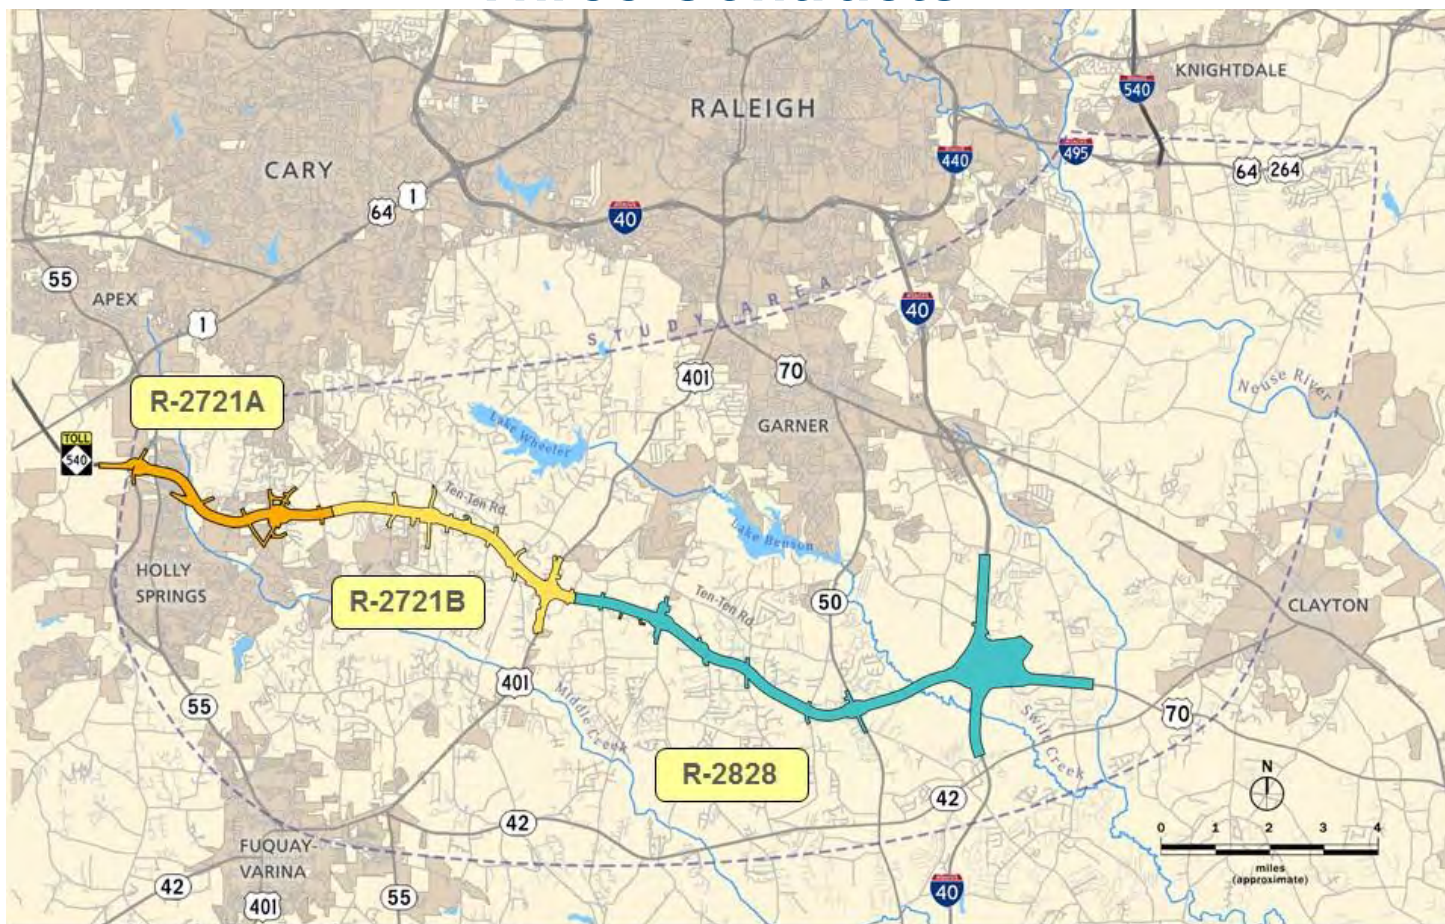 Three Contracts
KNIGHTDALE
540
RALEIGH
440
495
64 264
CARY
1
64
40
55
APEX
1
40
STUDY AREA
401
70
Neuse River
R-2721A
Lake Wheeler
GARNER
TOLL
540
Ten-Ten Rd.
Lake Benson
HOLLY
SPRINGS
R-2721B
Ten-Ten Rd.
50
CLAYTON
401
Middle Creek
55
Swift Creek
70
R-2828
N
42
42
0 1 2 3 4
miles
(approximate)
FUQUAY-
VARINA
42
401
55
40